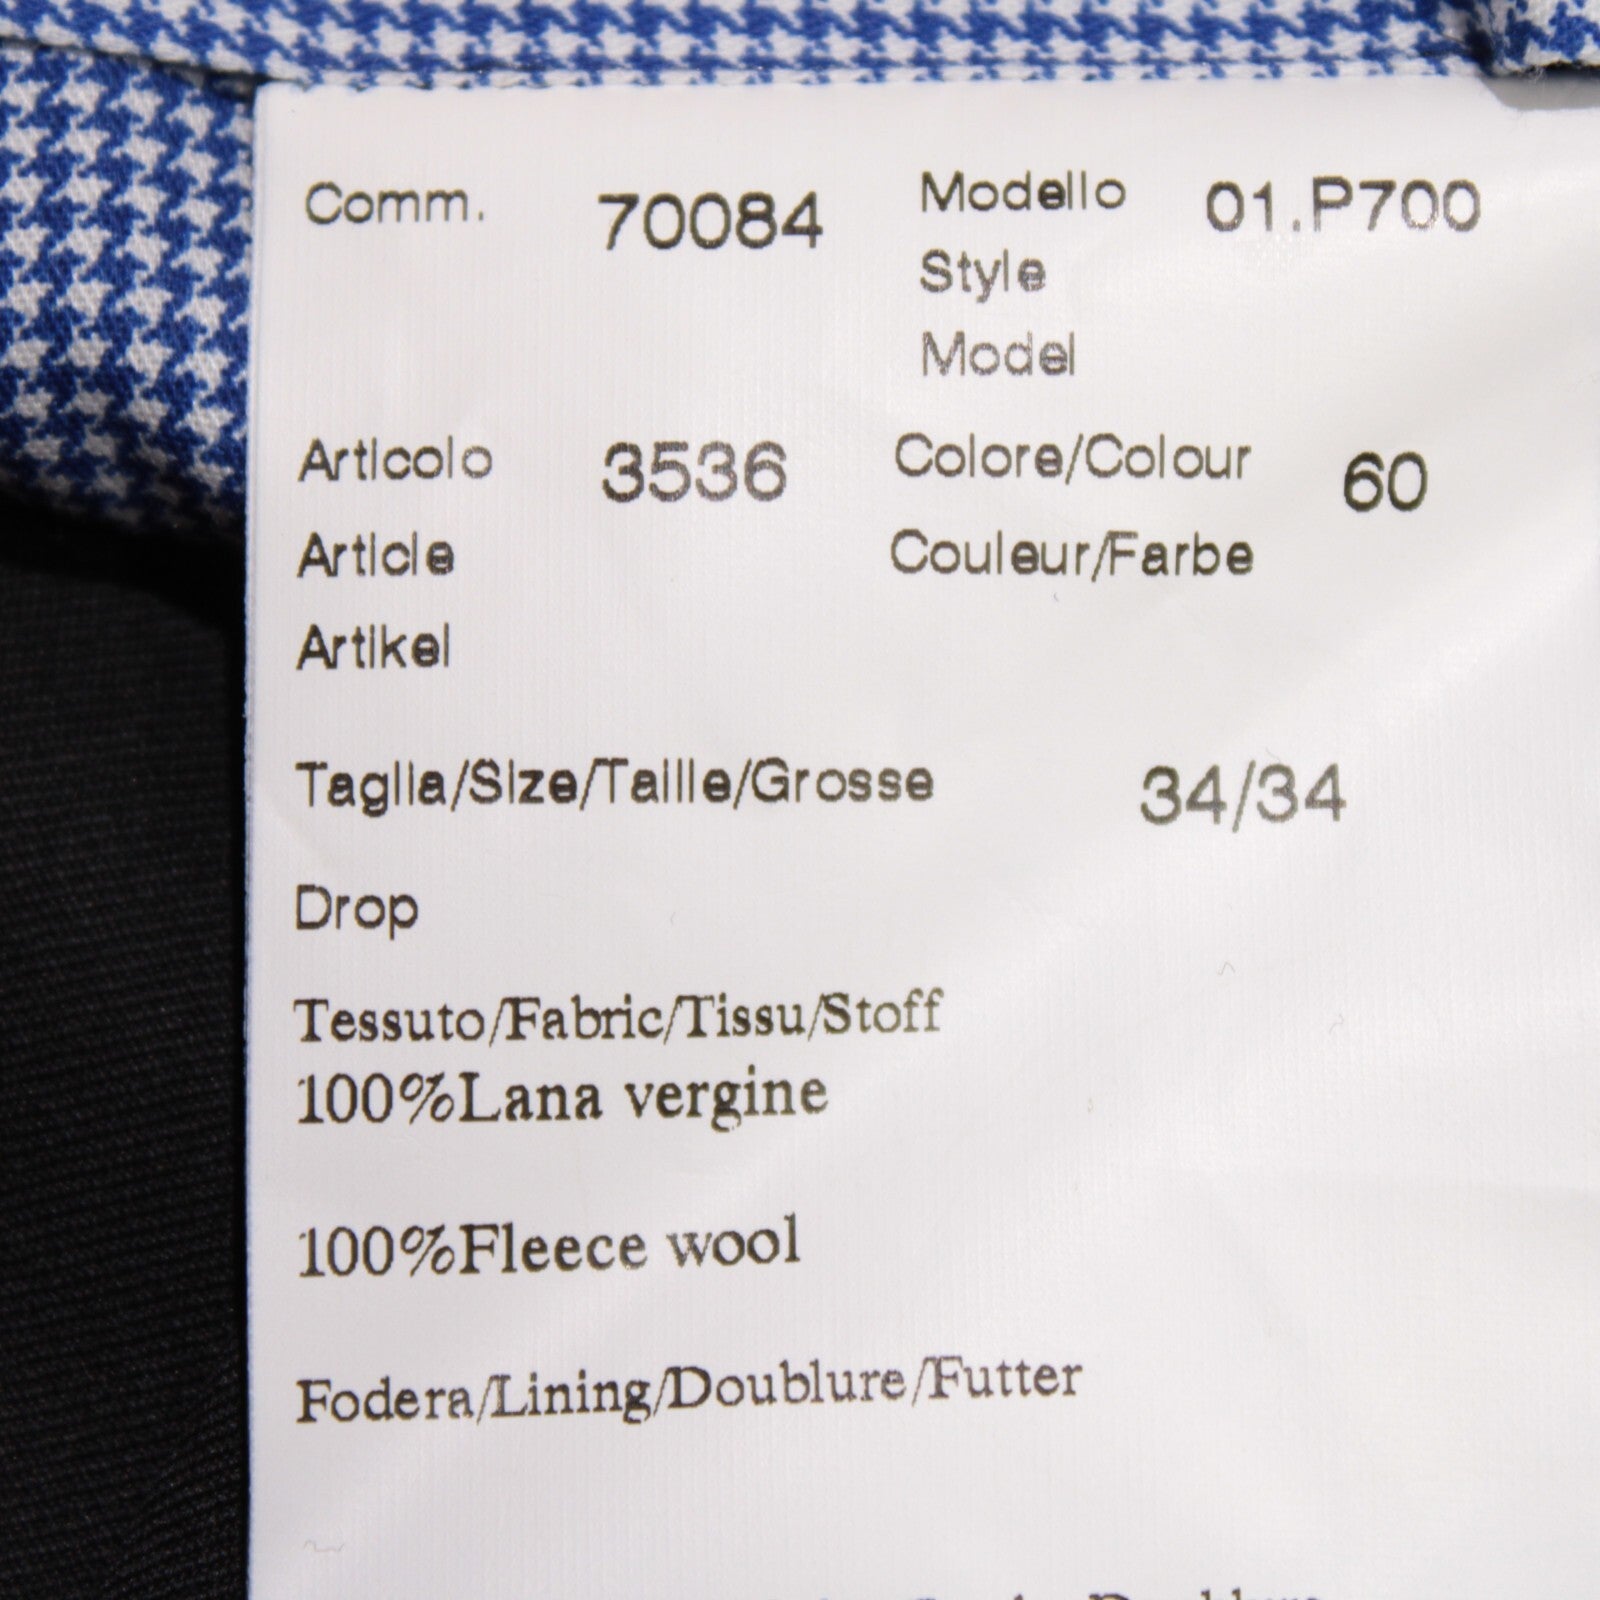 Comm. 70084 Modello 01.P700
Style
Model
Articolo 3536 Colore/Colour 60
Article Couleur/Farbe
Artikel
Taglia/Size/Taille/Grosse 34/34
Drop
Tessuto/Fabric/Tissu/Stoff
100%Lana vergine
100%Fleece wool
Fodera/Lining/Doublure/Futter